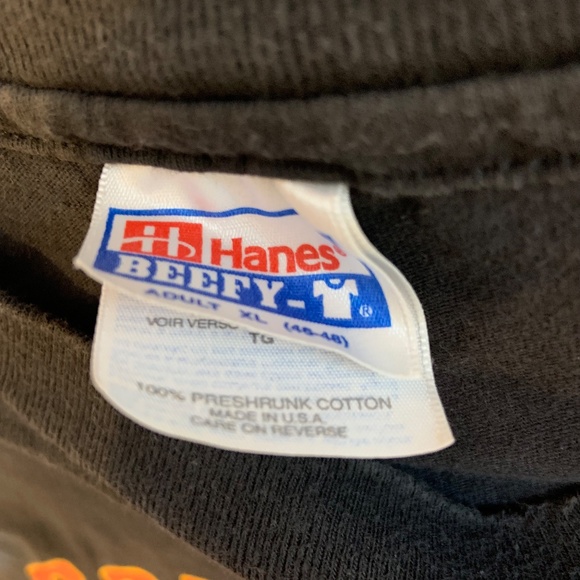 Hanes®
BEEFY-®
ADULT XL (46-48)
VOIR VERSO
TG
100% PRESHRUNK COTTON
MADE IN U.S.A.
CARE ON REVERSE